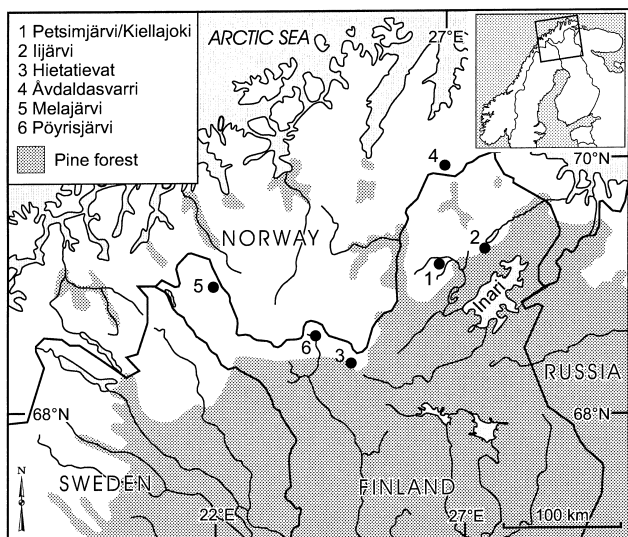 1 Petsimjärvi/Kiellajoki
2 Iijärvi
3 Hietatievat
4 Åvdaldasvarri
5 Melajärvi
6 Pöyrisjärvi
Pine forest
ARCTIC SEA
27°E
70°N
4
NORWAY
2
1
5
Inari
6
3
RUSSIA
68°N
68°N
N
SWEDEN
FINLAND
22°E
27°E
100 km